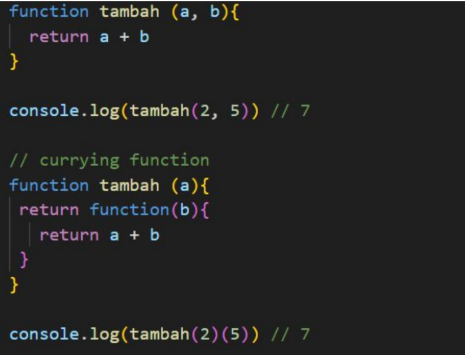 function tambah (a, b){
return a + b
}
console.log(tambah(2, 5)) // 7
// currying function
function tambah (a){
return function(b){
return a + b
}
}
console.log(tambah(2)(5)) // 7